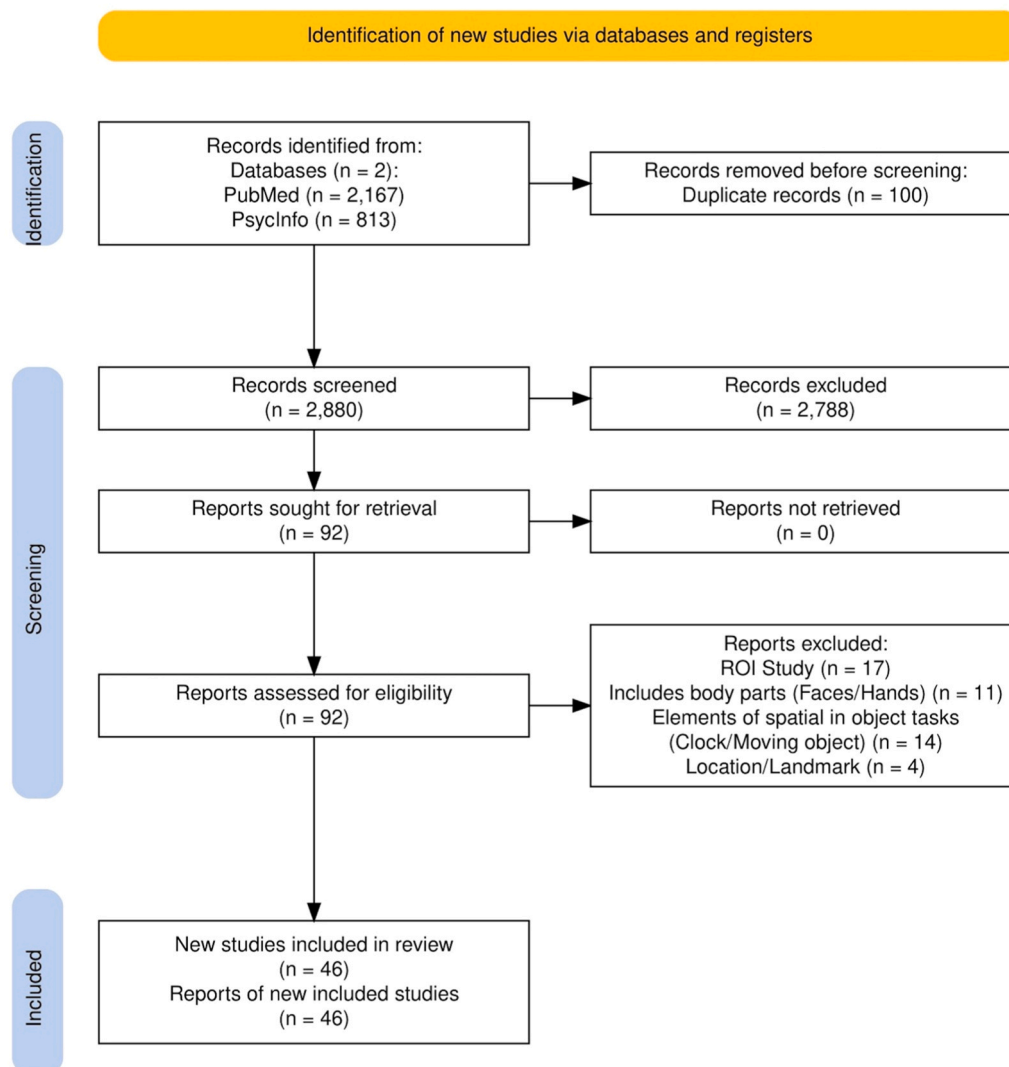 Identification of new studies via databases and registers
Identification
Records identified from:
Databases (n = 2):
PubMed (n = 2,167)
PsycInfo (n = 813)
Records removed before screening:
Duplicate records (n = 100)
Screening
Records screened
(n = 2,880)
Records excluded
(n = 2,788)
Reports sought for retrieval
(n = 92)
Reports not retrieved
(n = 0)
Reports assessed for eligibility
(n = 92)
Reports excluded:
ROI Study (n = 17)
Includes body parts (Faces/Hands) (n = 11)
Elements of spatial in object tasks
(Clock/Moving object) (n = 14)
Location/Landmark (n = 4)
Included
New studies included in review
(n = 46)
Reports of new included studies
(n = 46)